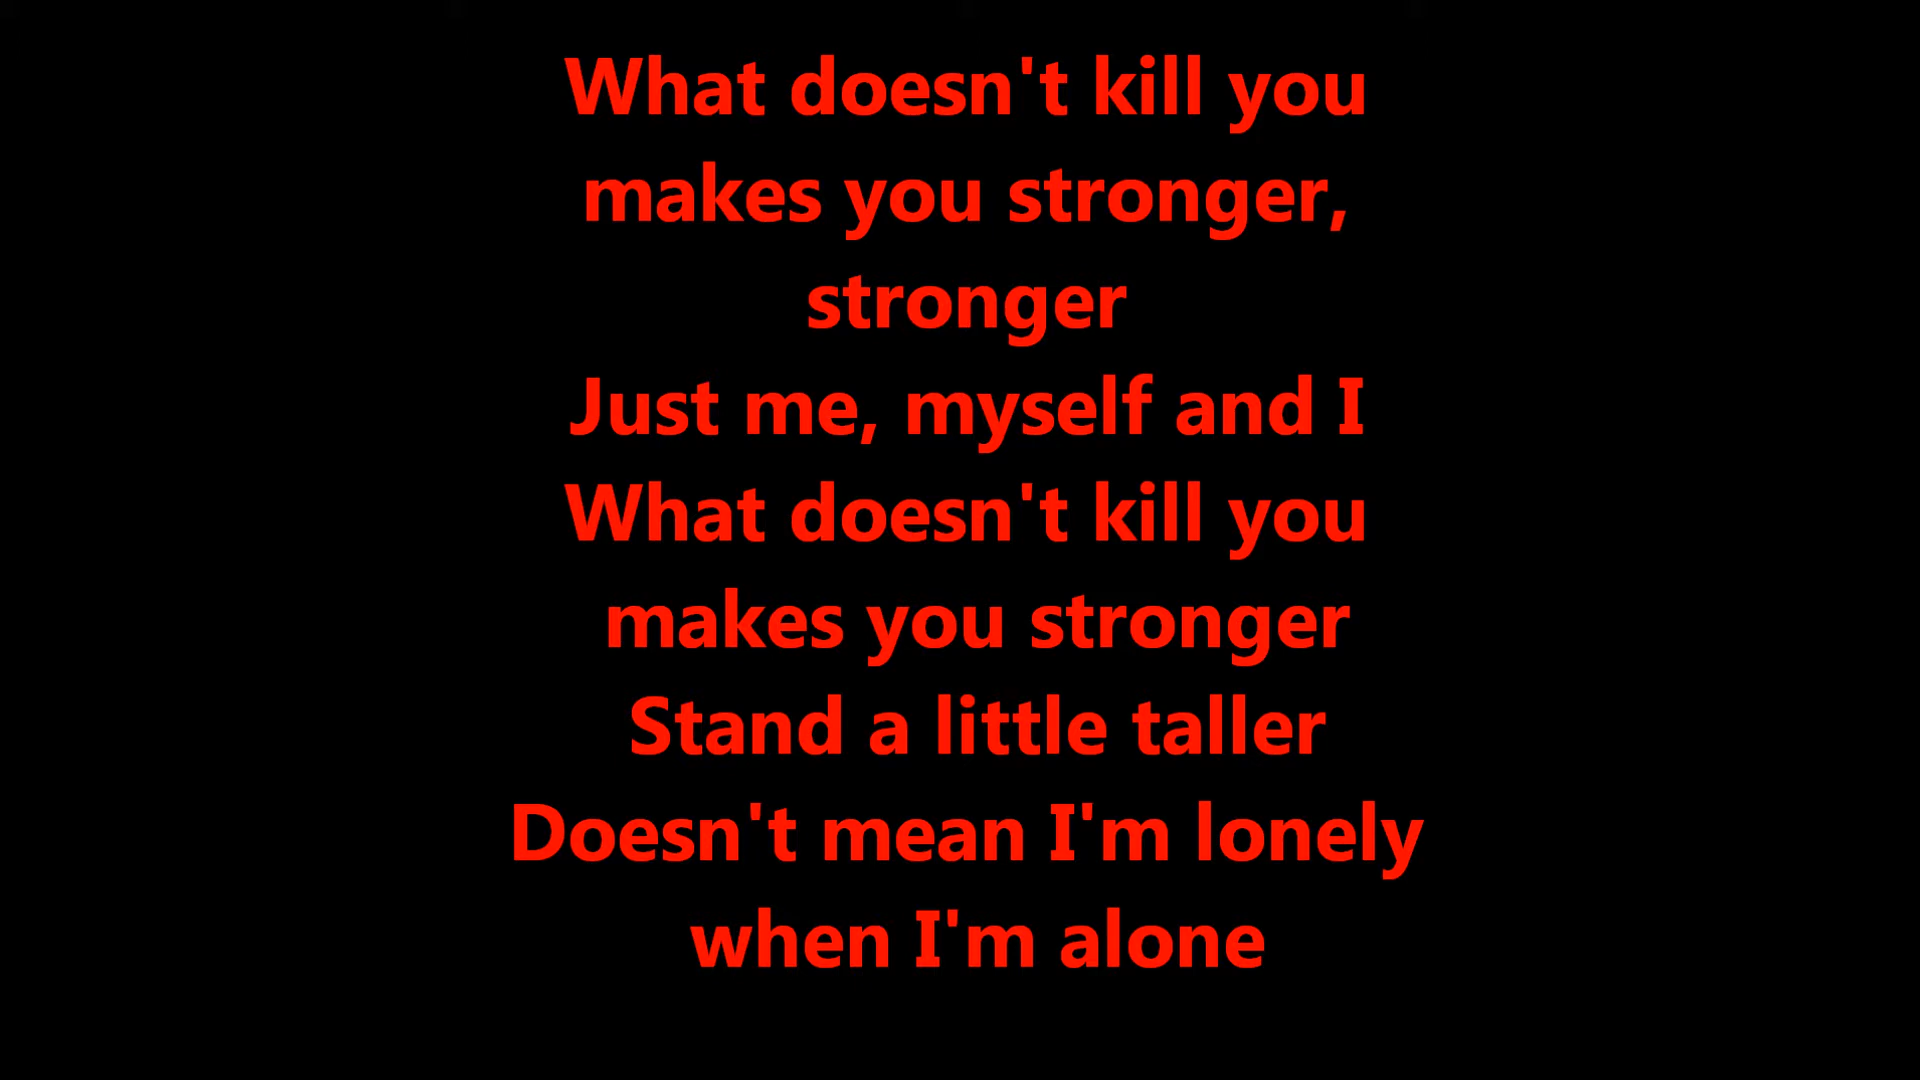 What doesn't kill you
makes you stronger,
stronger
Just me, myself and I
What doesn't kill you
makes you stronger
Stand a little taller
Doesn't mean I'm lonely
when I'm alone